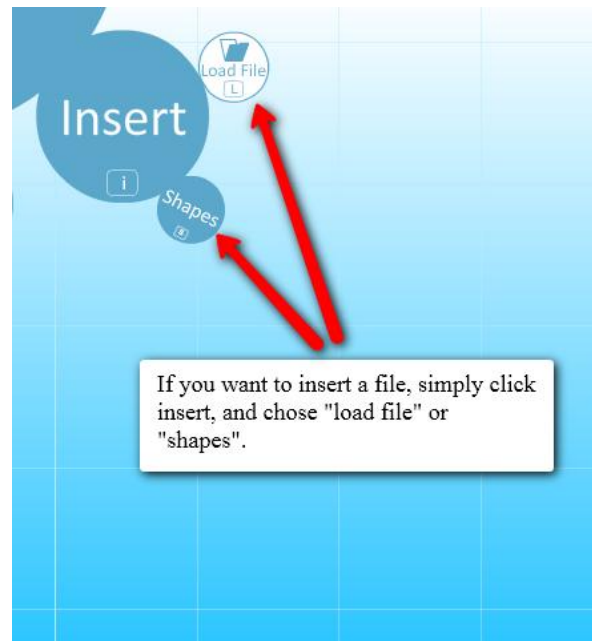 Load File
L
Insert
i
Shapes
If you want to insert a file, simply click
insert, and chose "load file" or
"shapes".